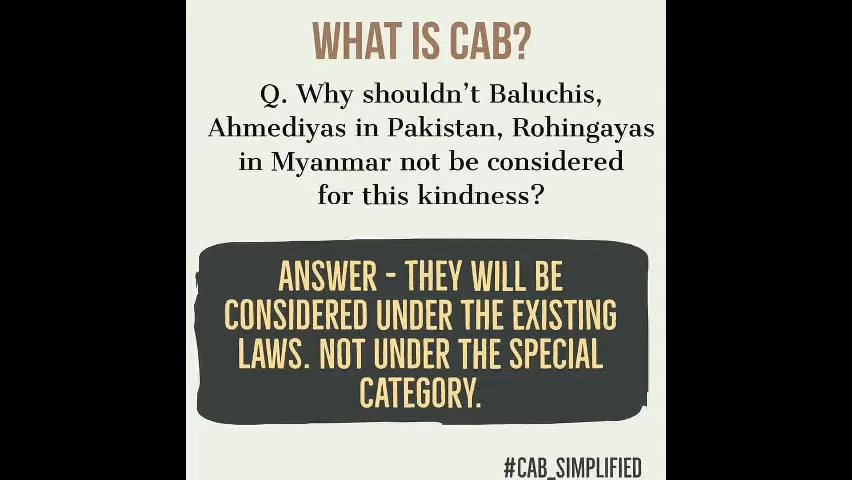 WHAT IS CAB?
Q. Why shouldn't Baluchis,
Ahmediyas in Pakistan, Rohingayas
in Myanmar not be considered
for this kindness?
ANSWER - THEY WILL BE
CONSIDERED UNDER THE EXISTING
LAWS. NOT UNDER THE SPECIAL
CATEGORY.
#CAB_SIMPLIFIED